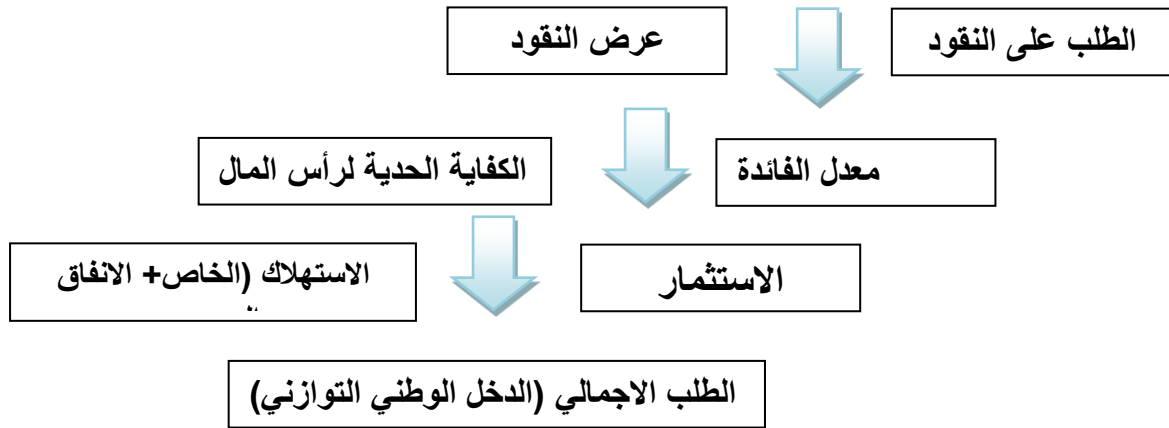 الطلب على النقود
عرض النقود
معدل الفائدة
الكفاية الحدية لرأس المال
الاستثمار
الاستهلاك (الخاص+ الانفاق
الطلب الاجمالي (الدخل الوطني التوازني)